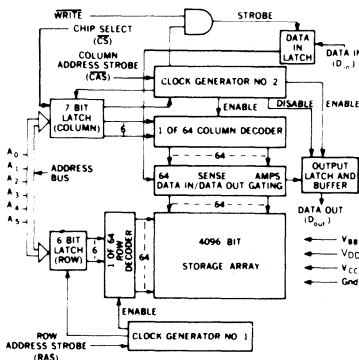 WRITE
STROBE
CHIP SELECT
(CS)
DATA
IN
LATCH
DATA IN
(Din)
COLUMN
ADDRESS STROBE
(CAS)
CLOCK GENERATOR NO 2
7 BIT
LATCH
(COLUMN)
ENABLE
DISABLE
ENABLE
6
1 OF 64 COLUMN DECODER
64
A0
A1
A2
A3
A4
A5
ADDRESS
BUS
64 SENSE AMPS
DATA IN/DATA OUT GATING
OUTPUT
LATCH AND
BUFFER
64
DATA OUT
(Dout)
6 BIT
LATCH
(ROW)
6
1 OF 64
ROW
DECODER
64
4096 BIT
STORAGE ARRAY
VBB
VDD
VCC
Gnd
ENABLE
CLOCK GENERATOR NO 1
ROW
ADDRESS STROBE
(RAS)